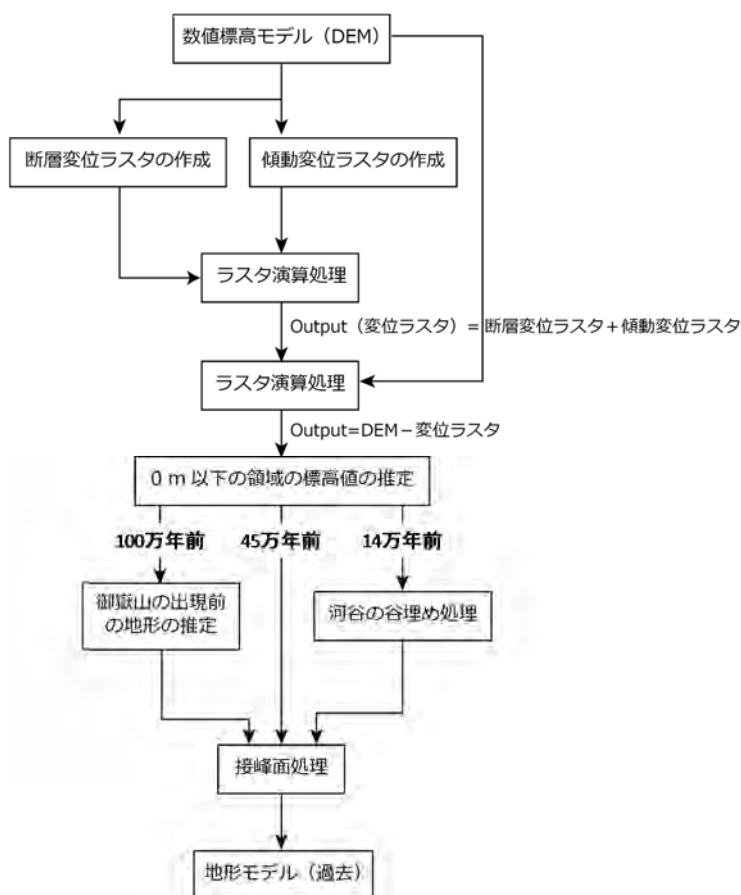 数値標高モデル（DEM）
断層変位ラスタの作成
傾動変位ラスタの作成
ラスタ演算処理
Output（変位ラスタ）＝断層変位ラスタ＋傾動変位ラスタ
ラスタ演算処理
Output=DEM－変位ラスタ
0 m 以下の領域の標高値の推定
100万年前
45万年前
14万年前
御嶽山の出現前
の地形の推定
河谷の谷埋め処理
接峰面処理
地形モデル（過去）